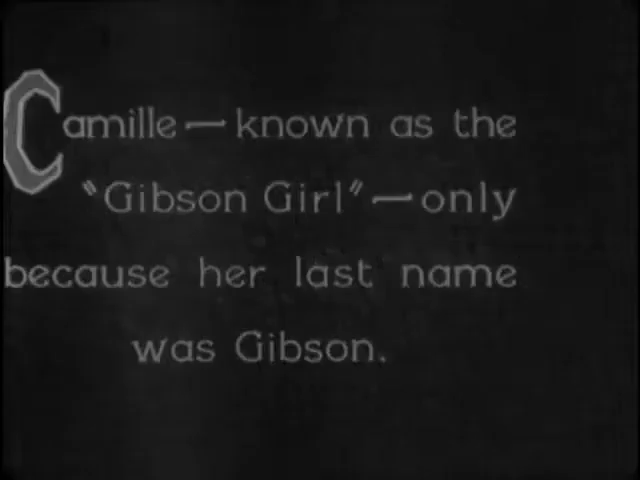 Camille—known as the
"Gibson Girl"—only
because her last name
was Gibson.